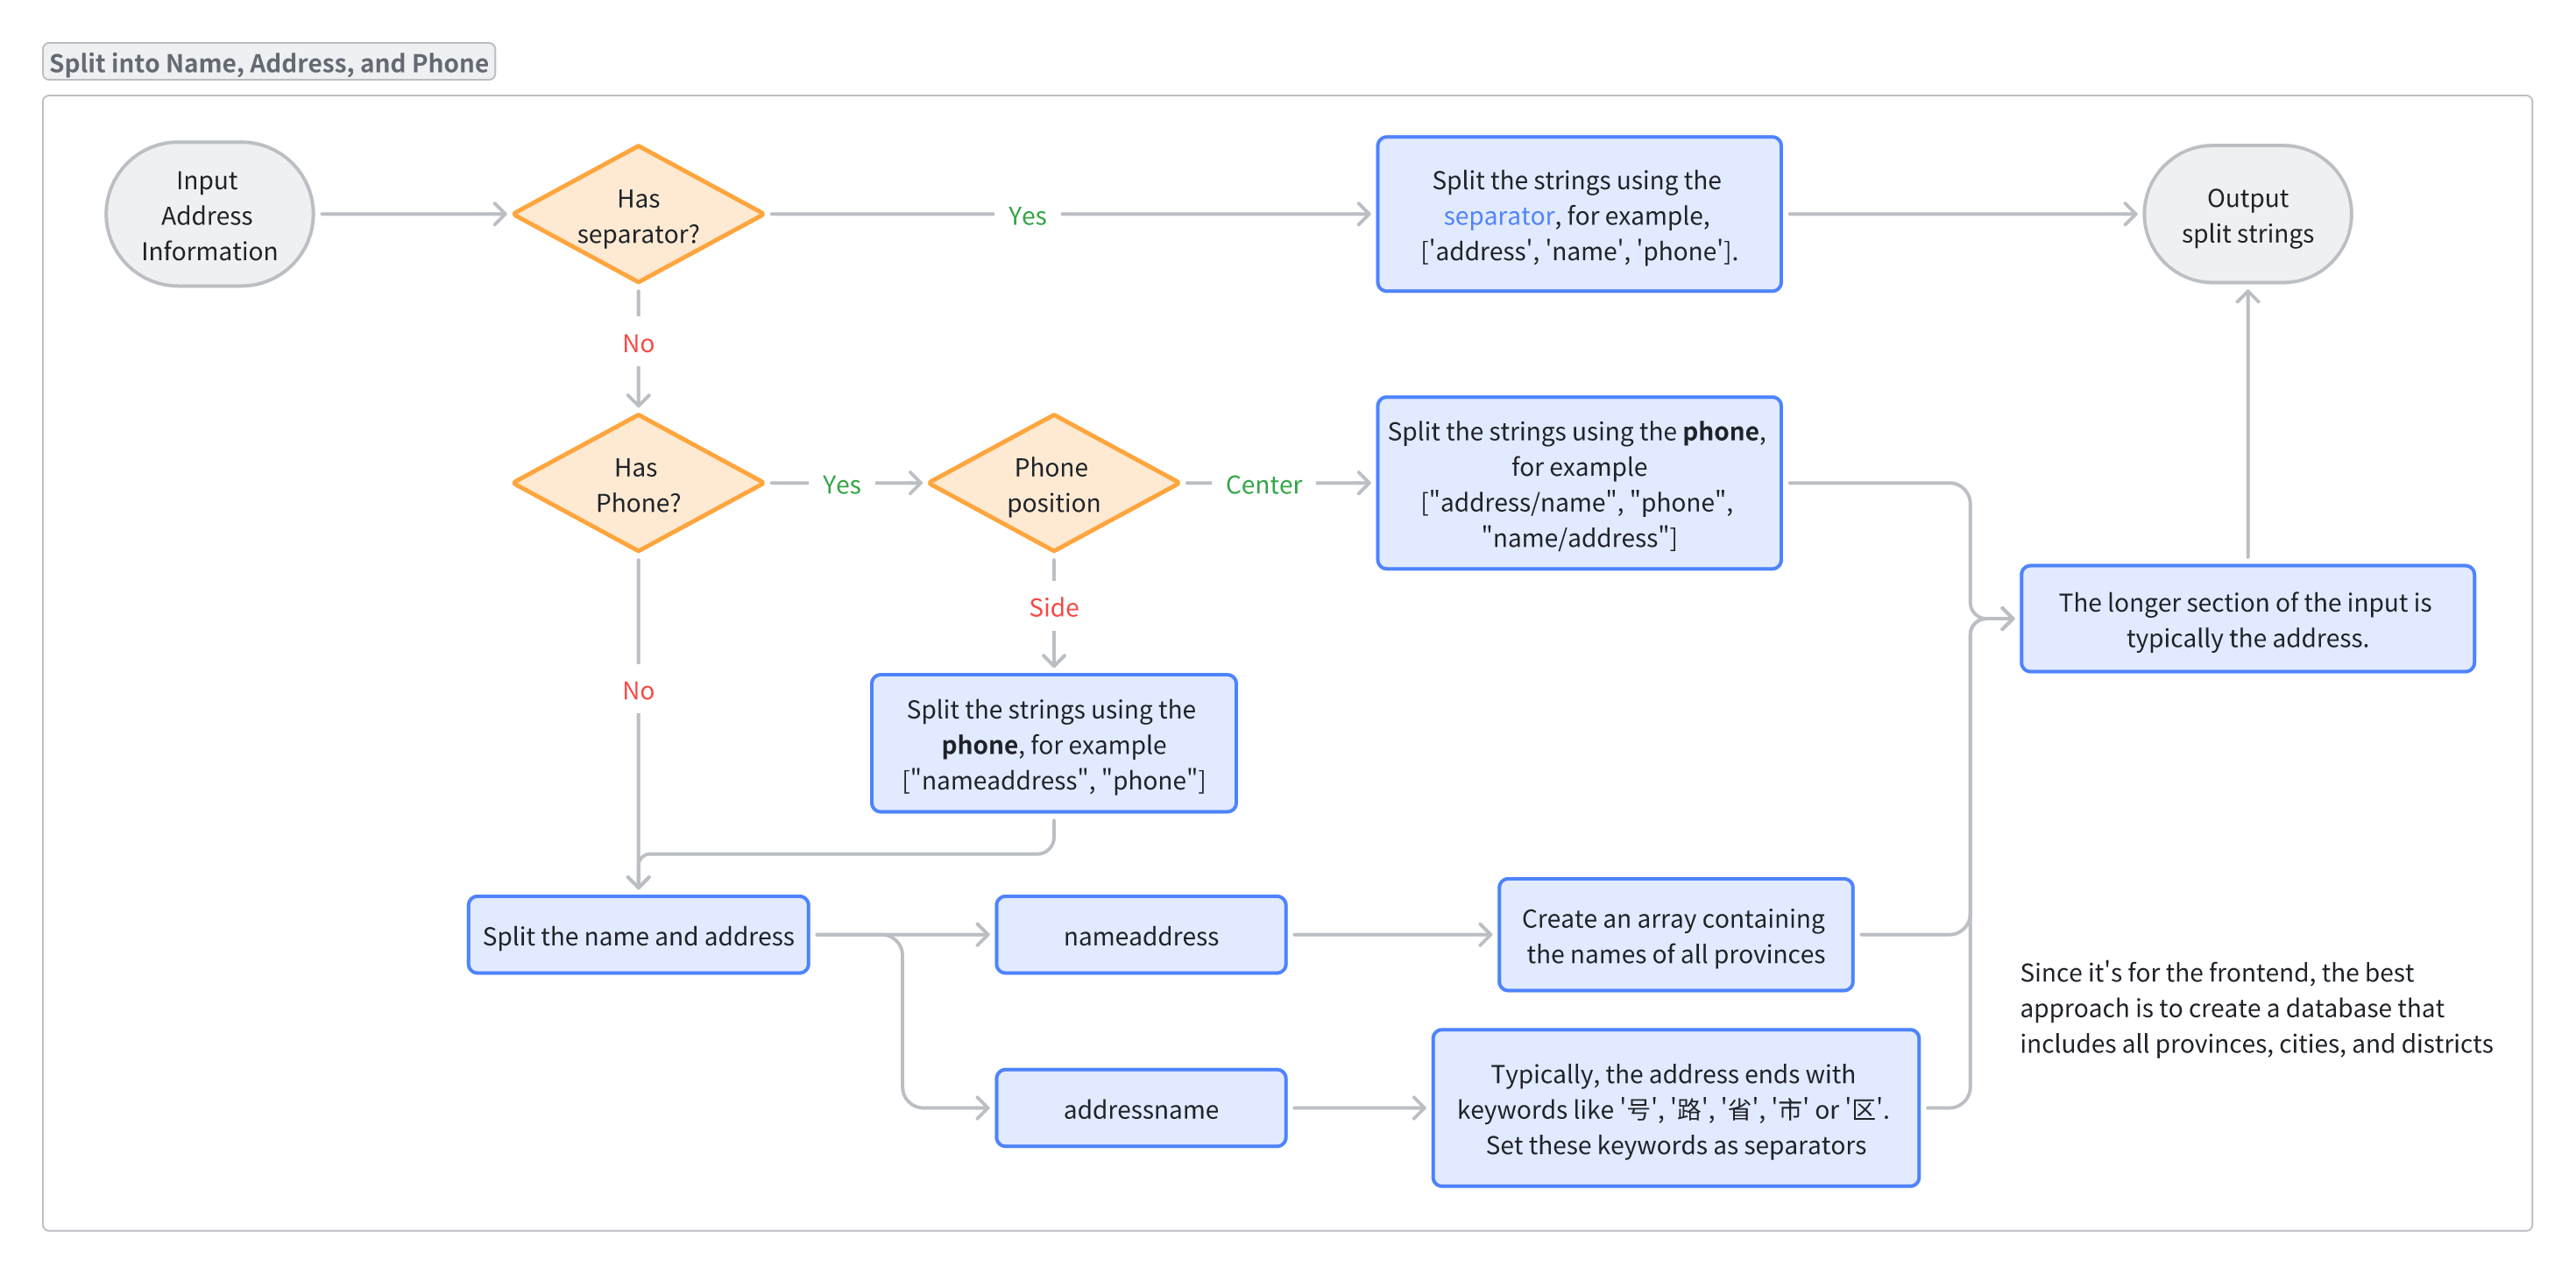 Split into Name, Address, and Phone
Input
Address
Information
Has
separator?
Yes
Split the strings using the
separator, for example,
['address', 'name', 'phone'].
Output
split strings
No
Has
Phone?
Yes
Phone
position
Center
Split the strings using the phone,
for example
["address/name", "phone",
"name/address"]
Side
The longer section of the input is
typically the address.
No
Split the strings using the
phone, for example
["nameaddress", "phone"]
Split the name and address
nameaddress
Create an array containing
the names of all provinces
Since it's for the frontend, the best
approach is to create a database that
includes all provinces, cities, and districts
addressname
Typically, the address ends with
keywords like '号', '路', '省', '市' or '区'.
Set these keywords as separators